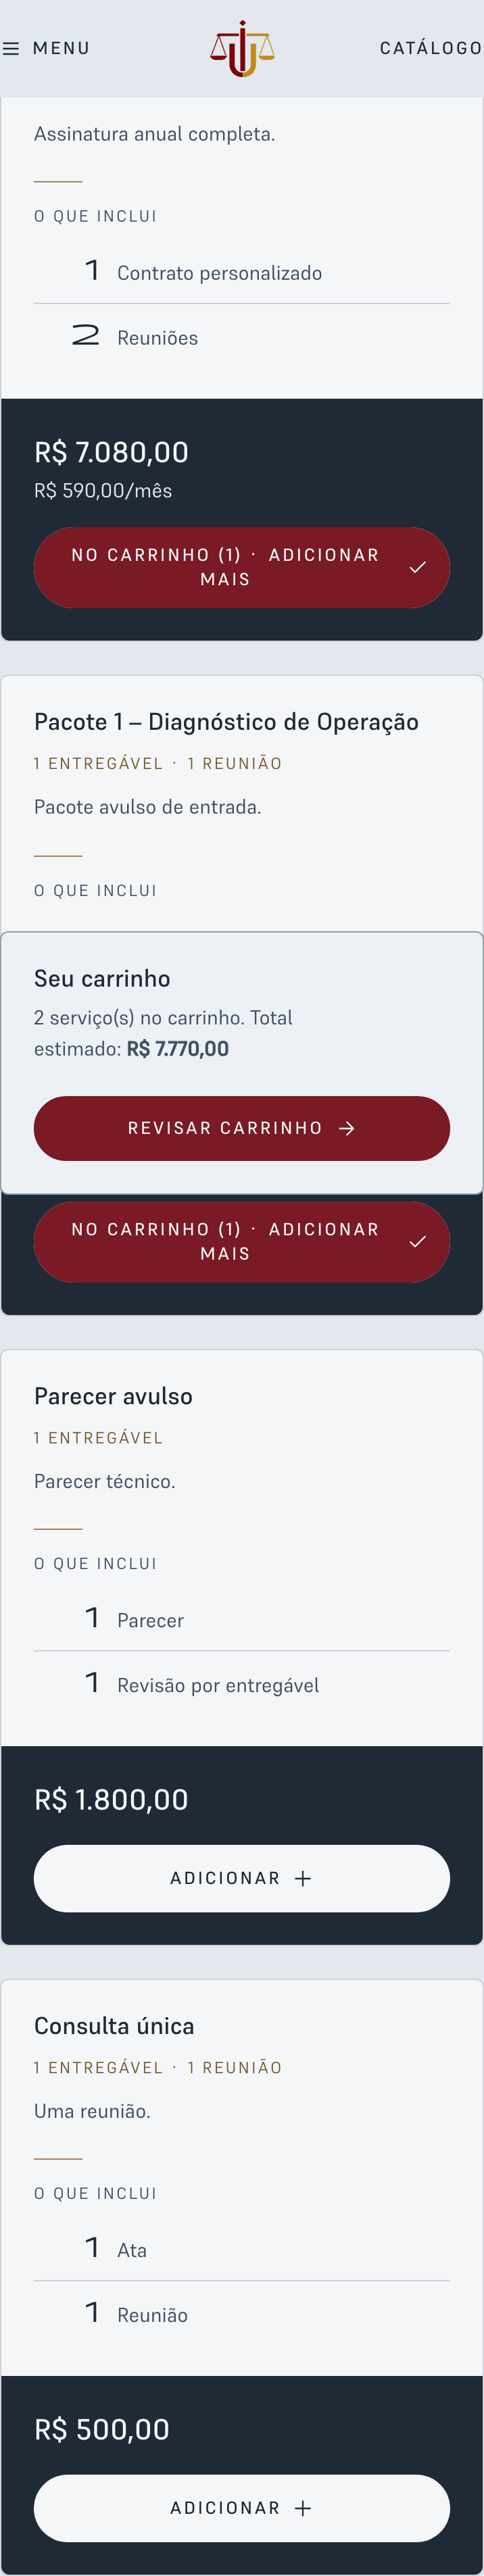 MENU
CATÁLOGO
Assinatura anual completa.
O QUE INCLUI
1 Contrato personalizado
2 Reuniões
R$ 7.080,00
R$ 590,00/mês
NO CARRINHO (1) · ADICIONAR
MAIS
Pacote 1 – Diagnóstico de Operação
1 ENTREGÁVEL · 1 REUNIÃO
Pacote avulso de entrada.
O QUE INCLUI
Seu carrinho
2 serviço(s) no carrinho. Total
estimado: R$ 7.770,00
REVISAR CARRINHO
NO CARRINHO (1) · ADICIONAR
MAIS
Parecer avulso
1 ENTREGÁVEL
Parecer técnico.
O QUE INCLUI
1 Parecer
1 Revisão por entregável
R$ 1.800,00
ADICIONAR
Consulta única
1 ENTREGÁVEL · 1 REUNIÃO
Uma reunião.
O QUE INCLUI
1 Ata
1 Reunião
R$ 500,00
ADICIONAR